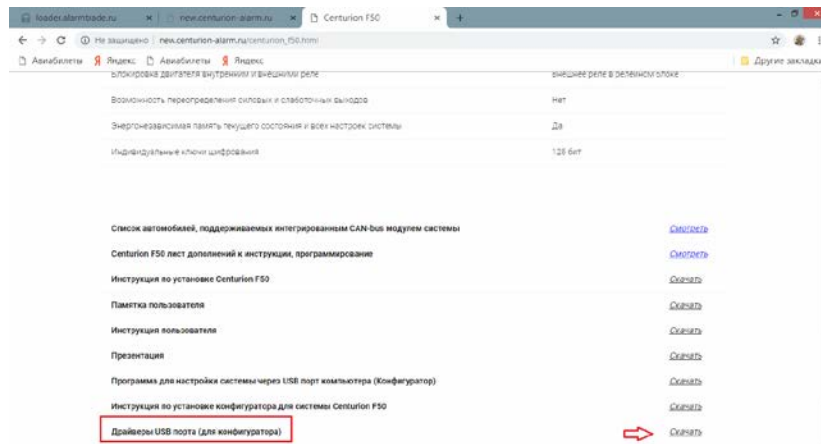 loader.alarmtrade.ru new.centurion-alarm.ru Centurion F50
Не защищено new.centurion-alarm.ru/centurion_f50.html
Авиабилеты Яндекс Авиабилеты Яндекс Другие закладки
Блокировка двигателя внутренним и внешними реле внешнее реле в релейном блоке
Возможность переопределения силовых и слаботочных выходов Нет
Энергонезависимая память текущего состояния и всех настроек системы Да
Индивидуальные ключи шифрования 128 бит
Список автомобилей, поддерживаемых интегрированным CAN-bus модулем системы Смотреть
Centurion F50 лист дополнений к инструкции, программирование Смотреть
Инструкция по установке Centurion F50 Скачать
Памятка пользователя Скачать
Инструкция пользователя Скачать
Презентация Скачать
Программа для настройки системы через USB порт компьютера (Конфигуратор) Скачать
Инструкция по установке конфигуратора для системы Centurion F50 Скачать
Драйверы USB порта (для конфигуратора) Скачать